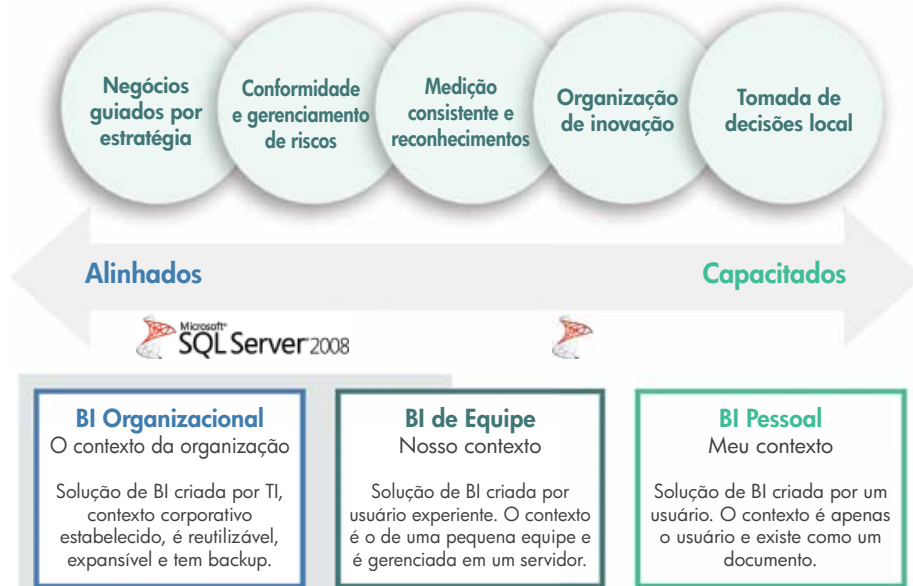 Negócios
guiados por
estratégia
Conformidade
e gerenciamento
de riscos
Medição
consistente e
reconhecimentos
Organização
de inovação
Tomada de
decisões local
Alinhados
Capacitados
Microsoft®
SQL Server®2008
BI Organizacional
O contexto da organização
Solução de BI criada por TI,
contexto corporativo
estabelecido, é reutilizável,
expansível e tem backup.
BI de Equipe
Nosso contexto
Solução de BI criada por
usuário experiente. O contexto
é o de uma pequena equipe e
é gerenciada em um servidor.
BI Pessoal
Meu contexto
Solução de BI criada por um
usuário. O contexto é apenas
o usuário e existe como um
documento.